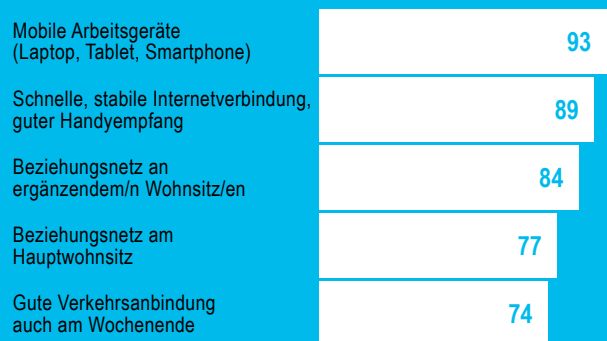 Mobile Arbeitsgeräte
(Laptop, Tablet, Smartphone)
93
Schnelle, stabile Internetverbindung,
guter Handyempfang
89
Beziehungsnetz an
ergänzendem/n Wohnsitz/en
84
Beziehungsnetz am
Hauptwohnsitz
77
Gute Verkehrsanbindung
auch am Wochenende
74